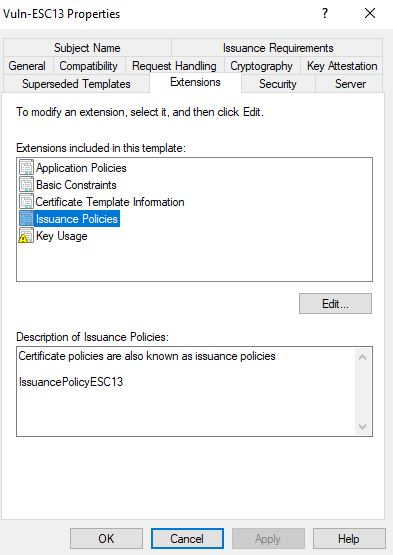 Vuln-ESC13 Properties
? X
Subject Name Issuance Requirements
General Compatibility Request Handling Cryptography Key Attestation
Superseded Templates Extensions Security Server
To modify an extension, select it, and then click Edit.
Extensions included in this template:
Application Policies
Basic Constraints
Certificate Template Information
Issuance Policies
Key Usage
Edit...
Description of Issuance Policies:
Certificate policies are also known as issuance policies
IssuancePolicyESC13
OK Cancel Apply Help